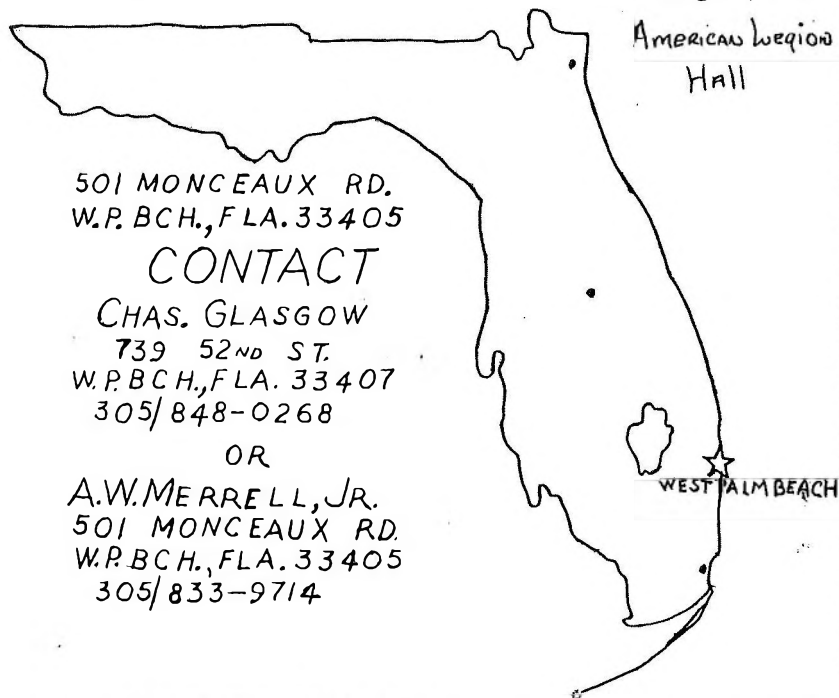 American Legion
Hall
501 MONCEAUX RD.
W.P. BCH., FLA. 33405
CONTACT
CHAS. GLASGOW
739 52ND ST.
W.P. BCH., FLA. 33407
305/848-0268
OR
A.W. MERRELL, JR.
501 MONCEAUX RD.
W.P. BCH., FLA. 33405
305/833-9714
WEST PALM BEACH